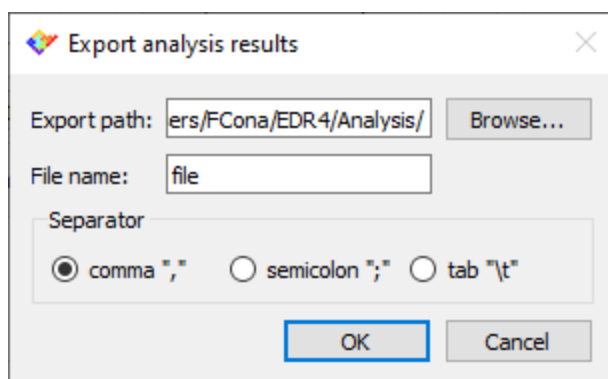 Export analysis results
Export path: ers/FCona/EDR4/Analysis/ Browse...
File name: file
Separator
comma "," semicolon ";" tab "\t"
OK Cancel